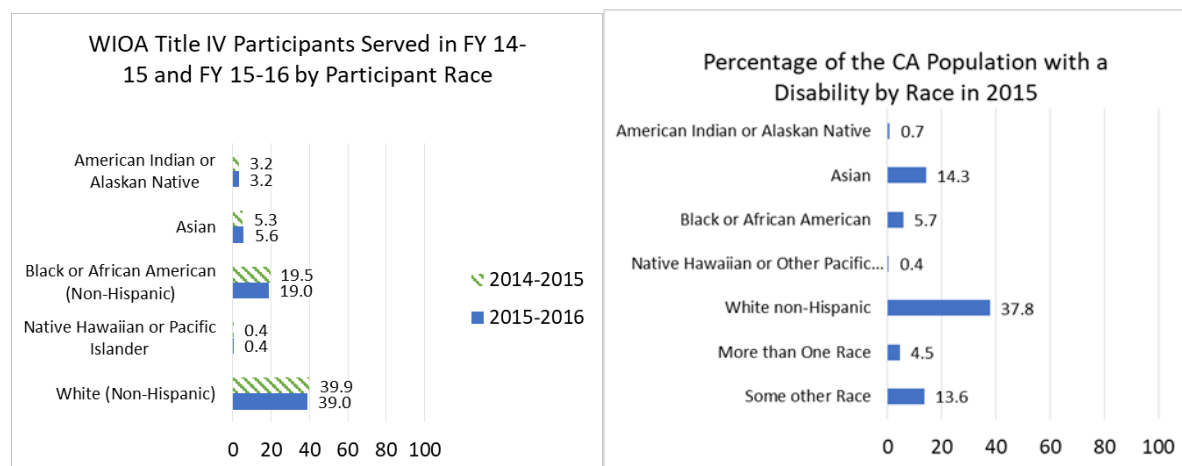 WIOA Title IV Participants Served in FY 14-
15 and FY 15-16 by Participant Race
American Indian or
Alaskan Native
3.2
3.2
Asian
5.3
5.6
Black or African American
(Non-Hispanic)
19.5
19.0
Native Hawaiian or Pacific
Islander
0.4
0.4
White (Non-Hispanic)
39.9
39.0
2014-2015
2015-2016
0 20 40 60 80 100
Percentage of the CA Population with a
Disability by Race in 2015
American Indian or Alaskan Native 0.7
Asian 14.3
Black or African American 5.7
Native Hawaiian or Other Pacific... 0.4
White non-Hispanic 37.8
More than One Race 4.5
Some other Race 13.6
0 20 40 60 80 100